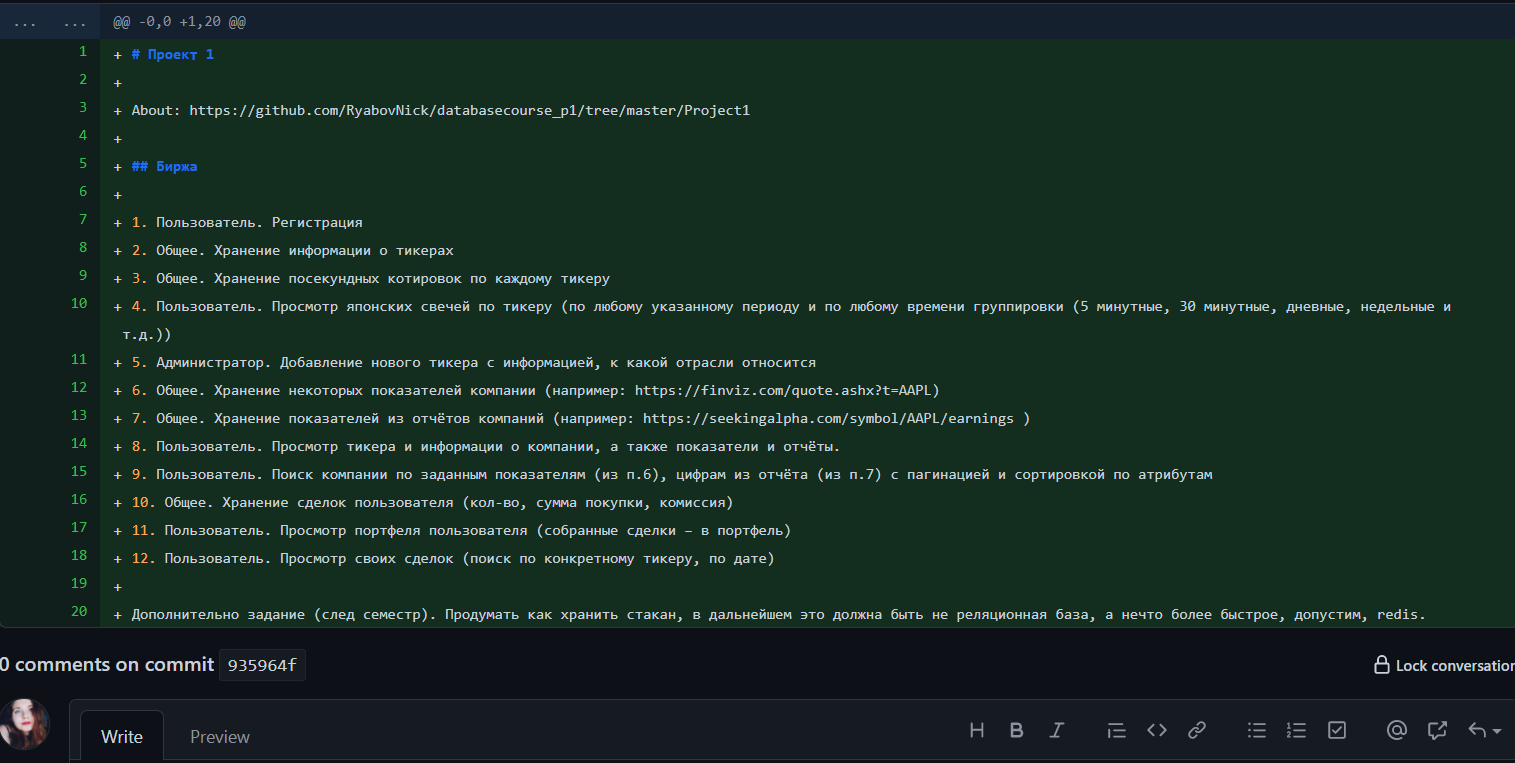 ... ... @@ -0,0 +1,20 @@
1 + # Проект 1
2 +
3 + About: https://github.com/RyabovNick/databasecourse_p1/tree/master/Project1
4 +
5 + ## Биржа
6 +
7 + 1. Пользователь. Регистрация
8 + 2. Общее. Хранение информации о тикерах
9 + 3. Общее. Хранение посекундных котировок по каждому тикеру
10 + 4. Пользователь. Просмотр японских свечей по тикеру (по любому указанному периоду и по любому времени группировки (5 минутные, 30 минутные, дневные, недельные и
т.д.))
11 + 5. Администратор. Добавление нового тикера с информацией, к какой отрасли относится
12 + 6. Общее. Хранение некоторых показателей компании (например: https://finviz.com/quote.ashx?t=AAPL)
13 + 7. Общее. Хранение показателей из отчётов компаний (например: https://seekingalpha.com/symbol/AAPL/earnings )
14 + 8. Пользователь. Просмотр тикера и информации о компании, а также показатели и отчёты.
15 + 9. Пользователь. Поиск компании по заданным показателям (из п.6), цифрам из отчёта (из п.7) с пагинацией и сортировкой по атрибутам
16 + 10. Общее. Хранение сделок пользователя (кол-во, сумма покупки, комиссия)
17 + 11. Пользователь. Просмотр портфеля пользователя (собранные сделки – в портфель)
18 + 12. Пользователь. Просмотр своих сделок (поиск по конкретному тикеру, по дате)
19 +
20 + Дополнительно задание (след семестр). Продумать как хранить стакан, в дальнейшем это должна быть не реляционная база, а нечто более быстрое, допустим, redis.
0 comments on commit 935964f
Lock conversation
Write Preview